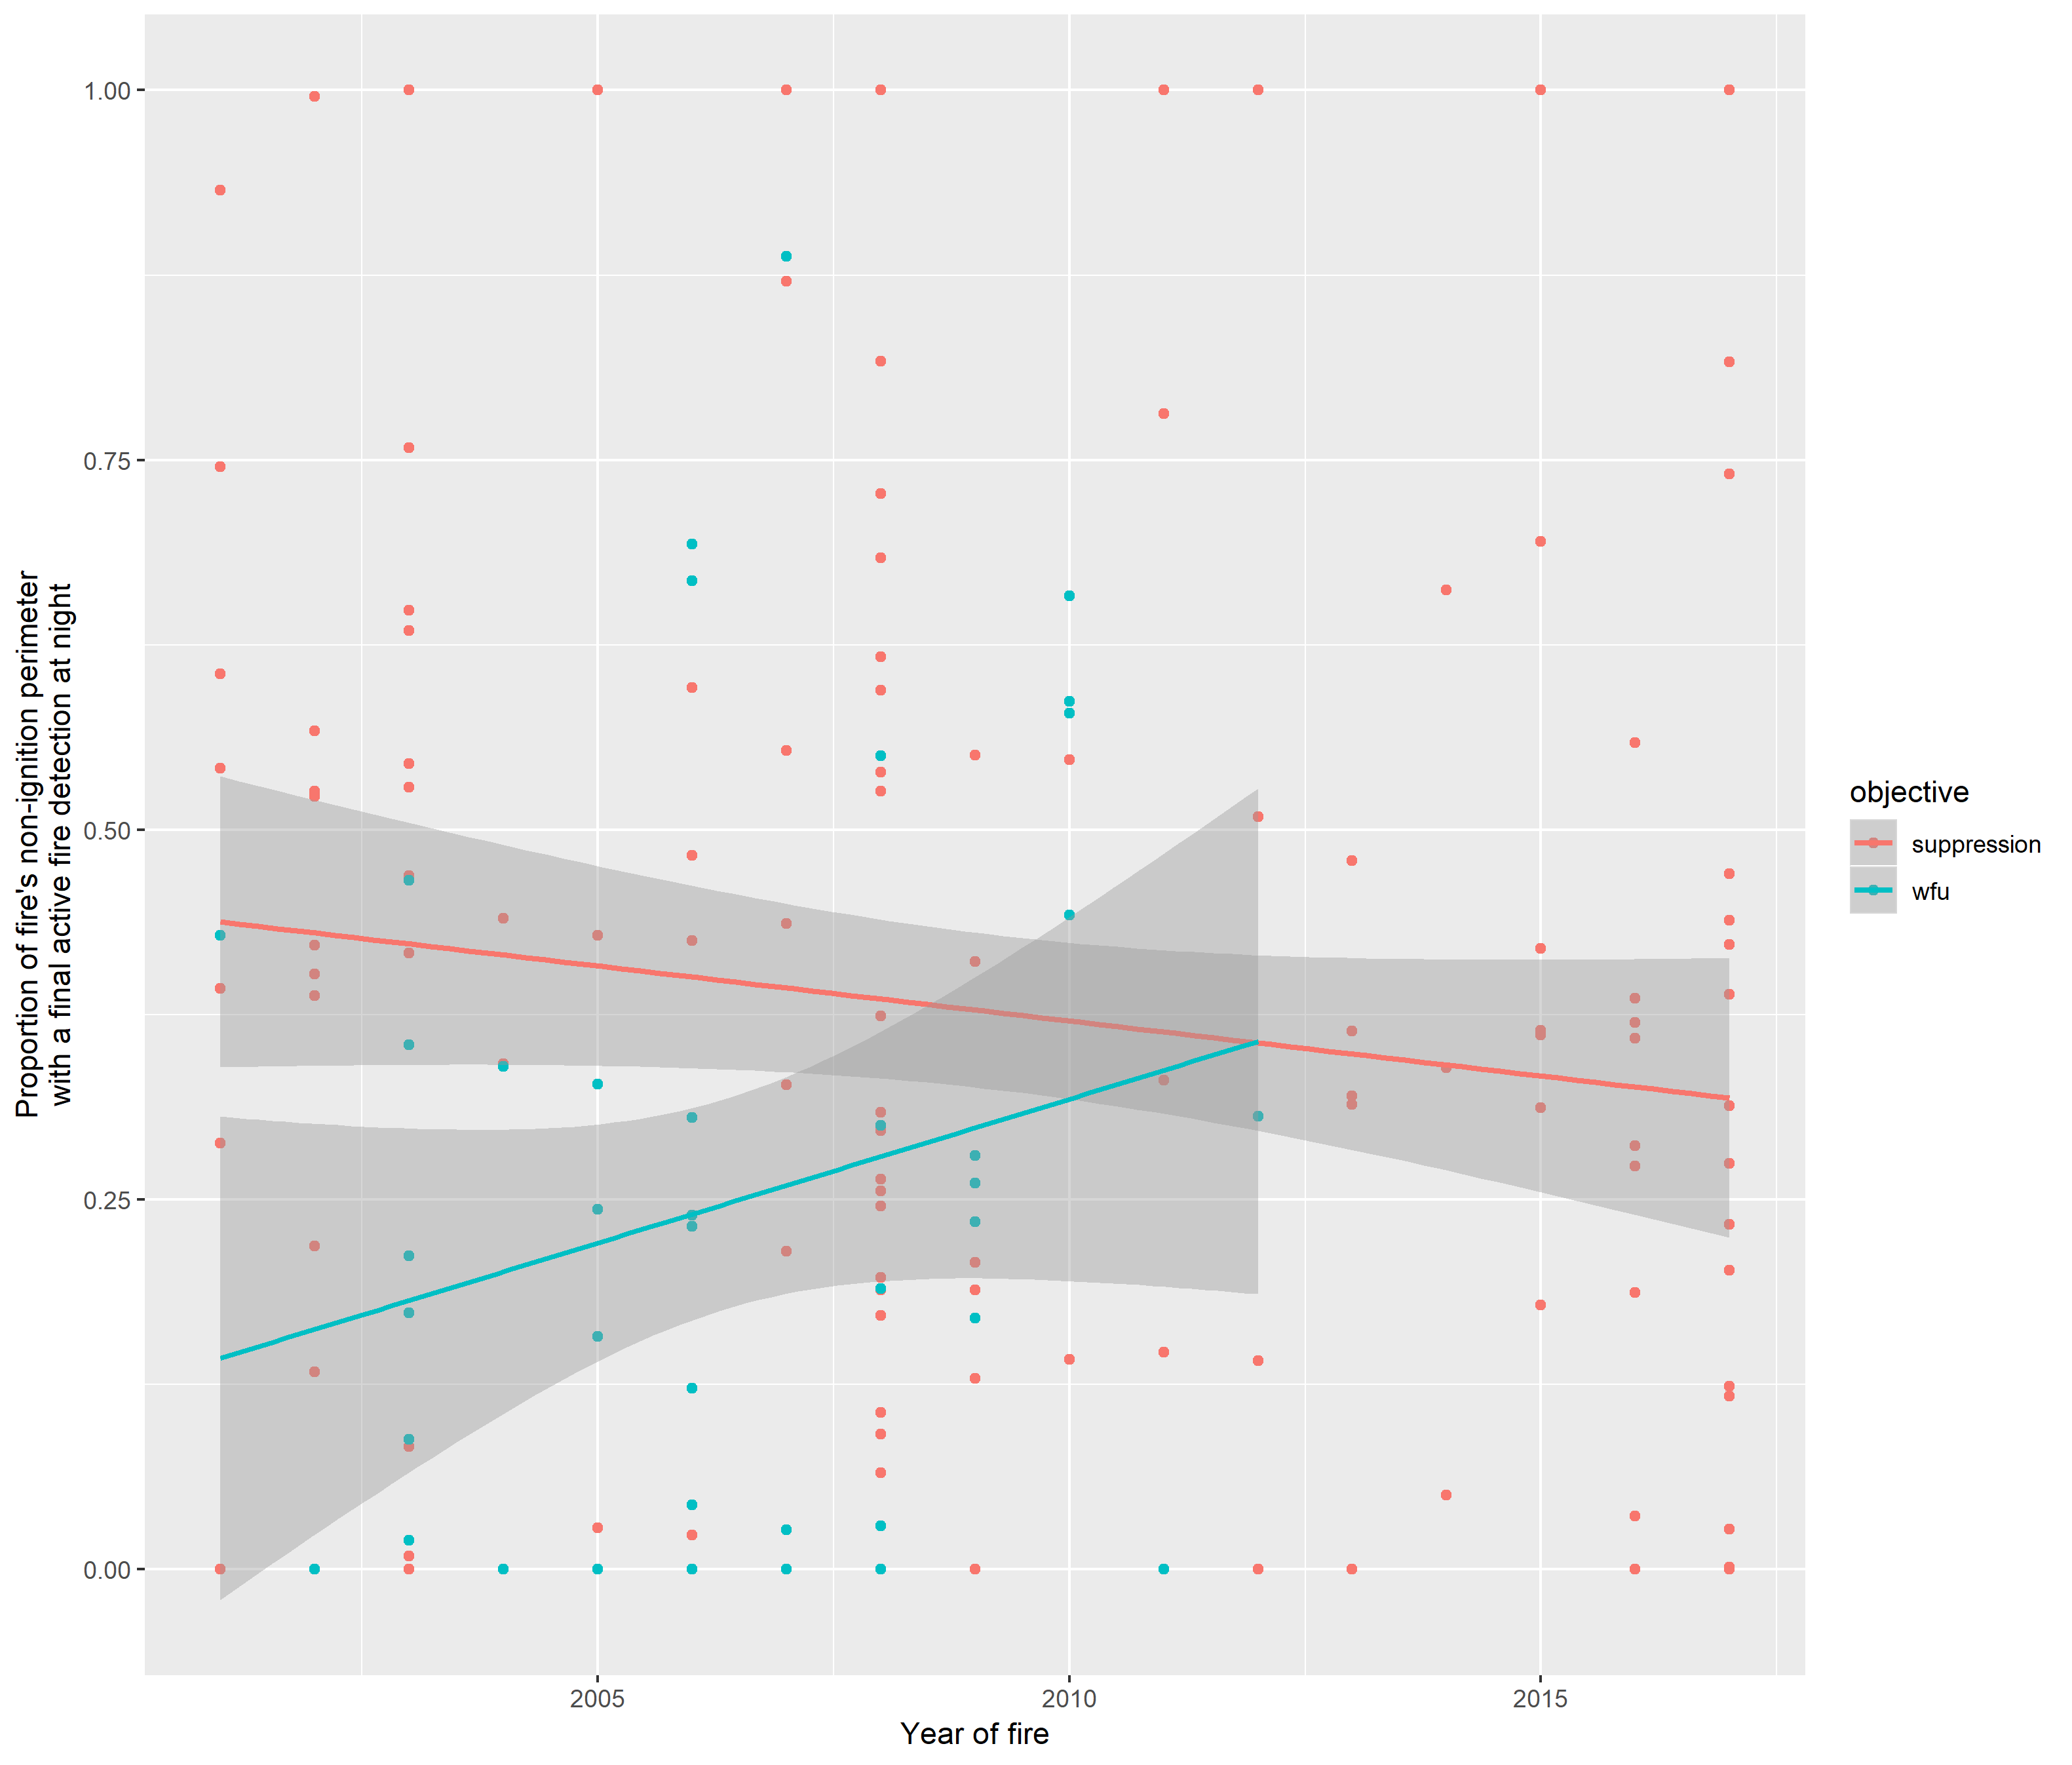 Proportion of fire's non-ignition perimeter
with a final active fire detection at night
1.00
0.75
0.50
0.25
0.00
2005
2010
2015
Year of fire
objective
suppression
wfu